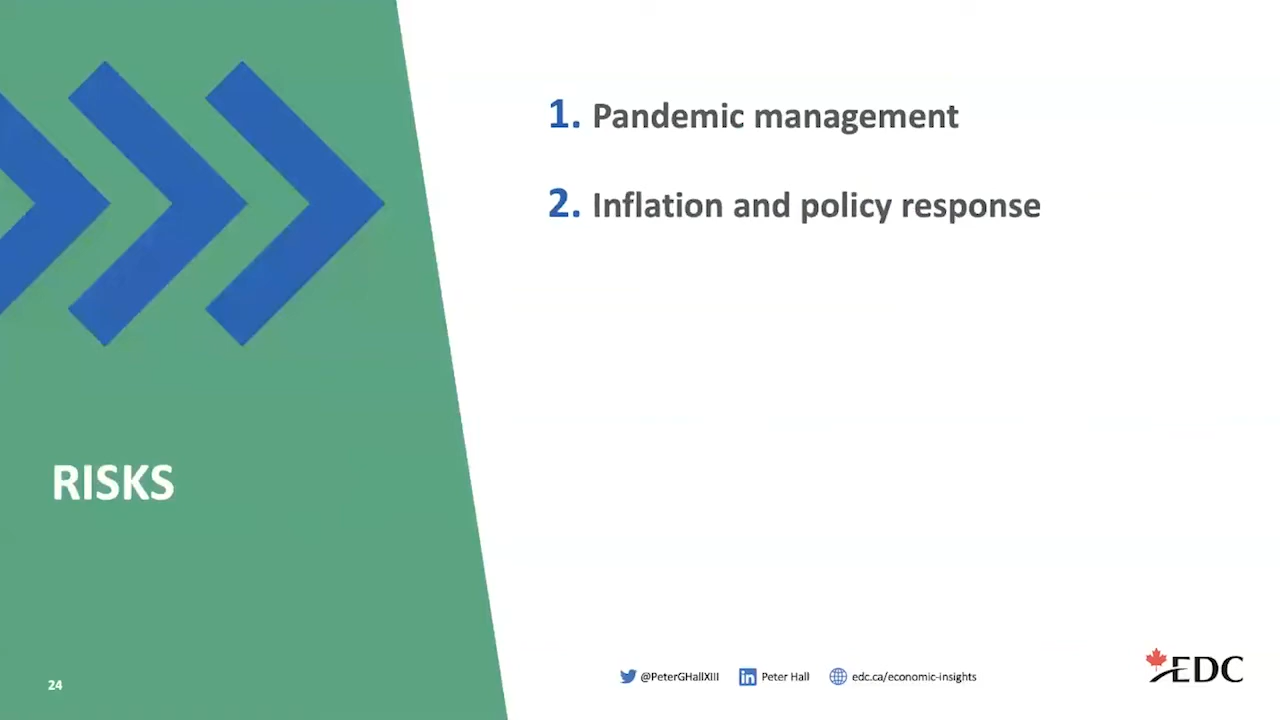 1. Pandemic management
2. Inflation and policy response
RISKS
24
@PeterGHallXIII
Peter Hall
edc.ca/economic-insights
EDC